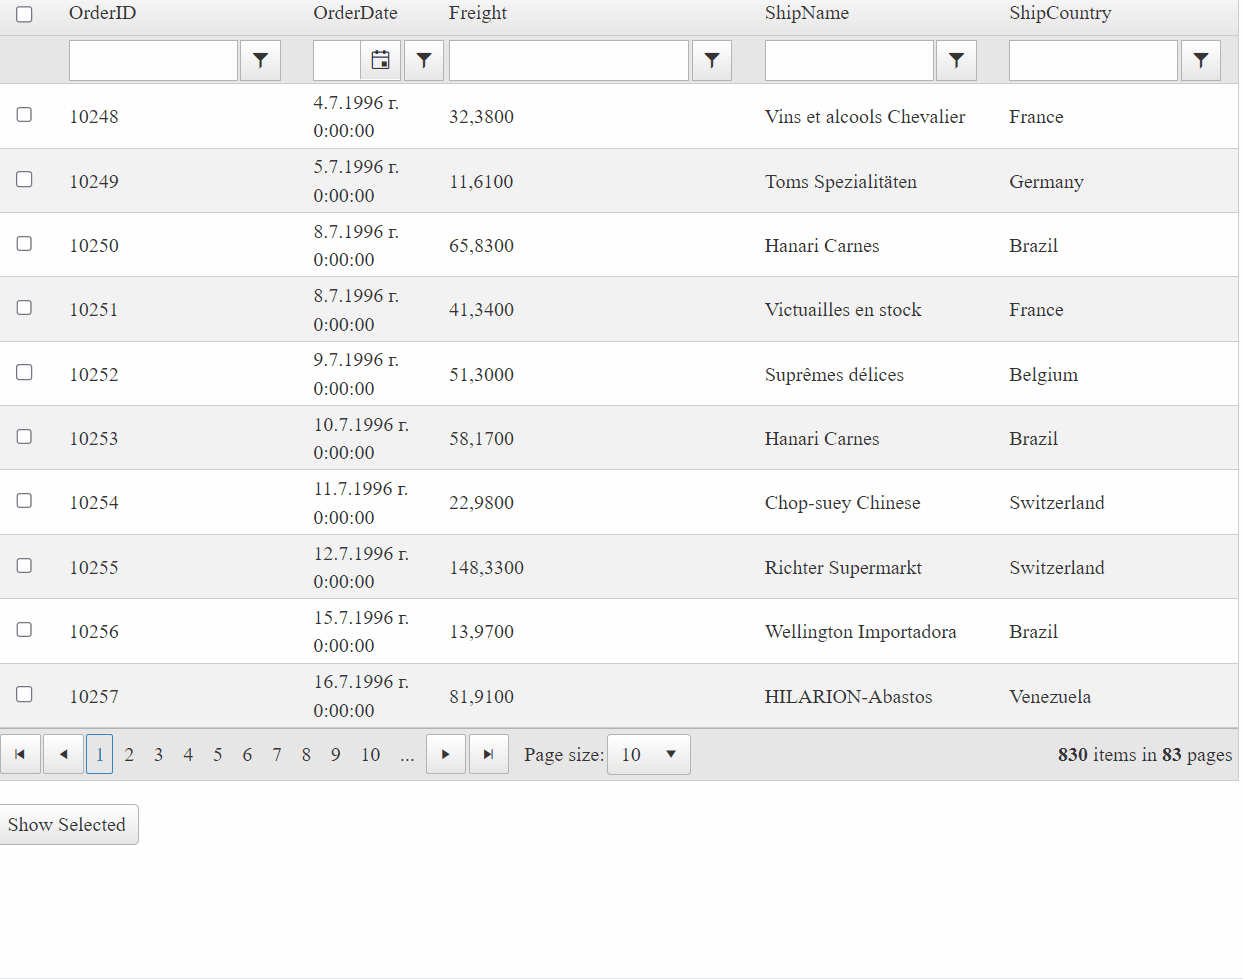 OrderID OrderDate Freight ShipName ShipCountry
10248 4.7.1996 г. 0:00:00 32,3800 Vins et alcools Chevalier France
10249 5.7.1996 г. 0:00:00 11,6100 Toms Spezialitäten Germany
10250 8.7.1996 г. 0:00:00 65,8300 Hanari Carnes Brazil
10251 8.7.1996 г. 0:00:00 41,3400 Victuailles en stock France
10252 9.7.1996 г. 0:00:00 51,3000 Suprêmes délices Belgium
10253 10.7.1996 г. 0:00:00 58,1700 Hanari Carnes Brazil
10254 11.7.1996 г. 0:00:00 22,9800 Chop-suey Chinese Switzerland
10255 12.7.1996 г. 0:00:00 148,3300 Richter Supermarkt Switzerland
10256 15.7.1996 г. 0:00:00 13,9700 Wellington Importadora Brazil
10257 16.7.1996 г. 0:00:00 81,9100 HILARION-Abastos Venezuela
1 2 3 4 5 6 7 8 9 10 ... Page size: 10 830 items in 83 pages
Show Selected